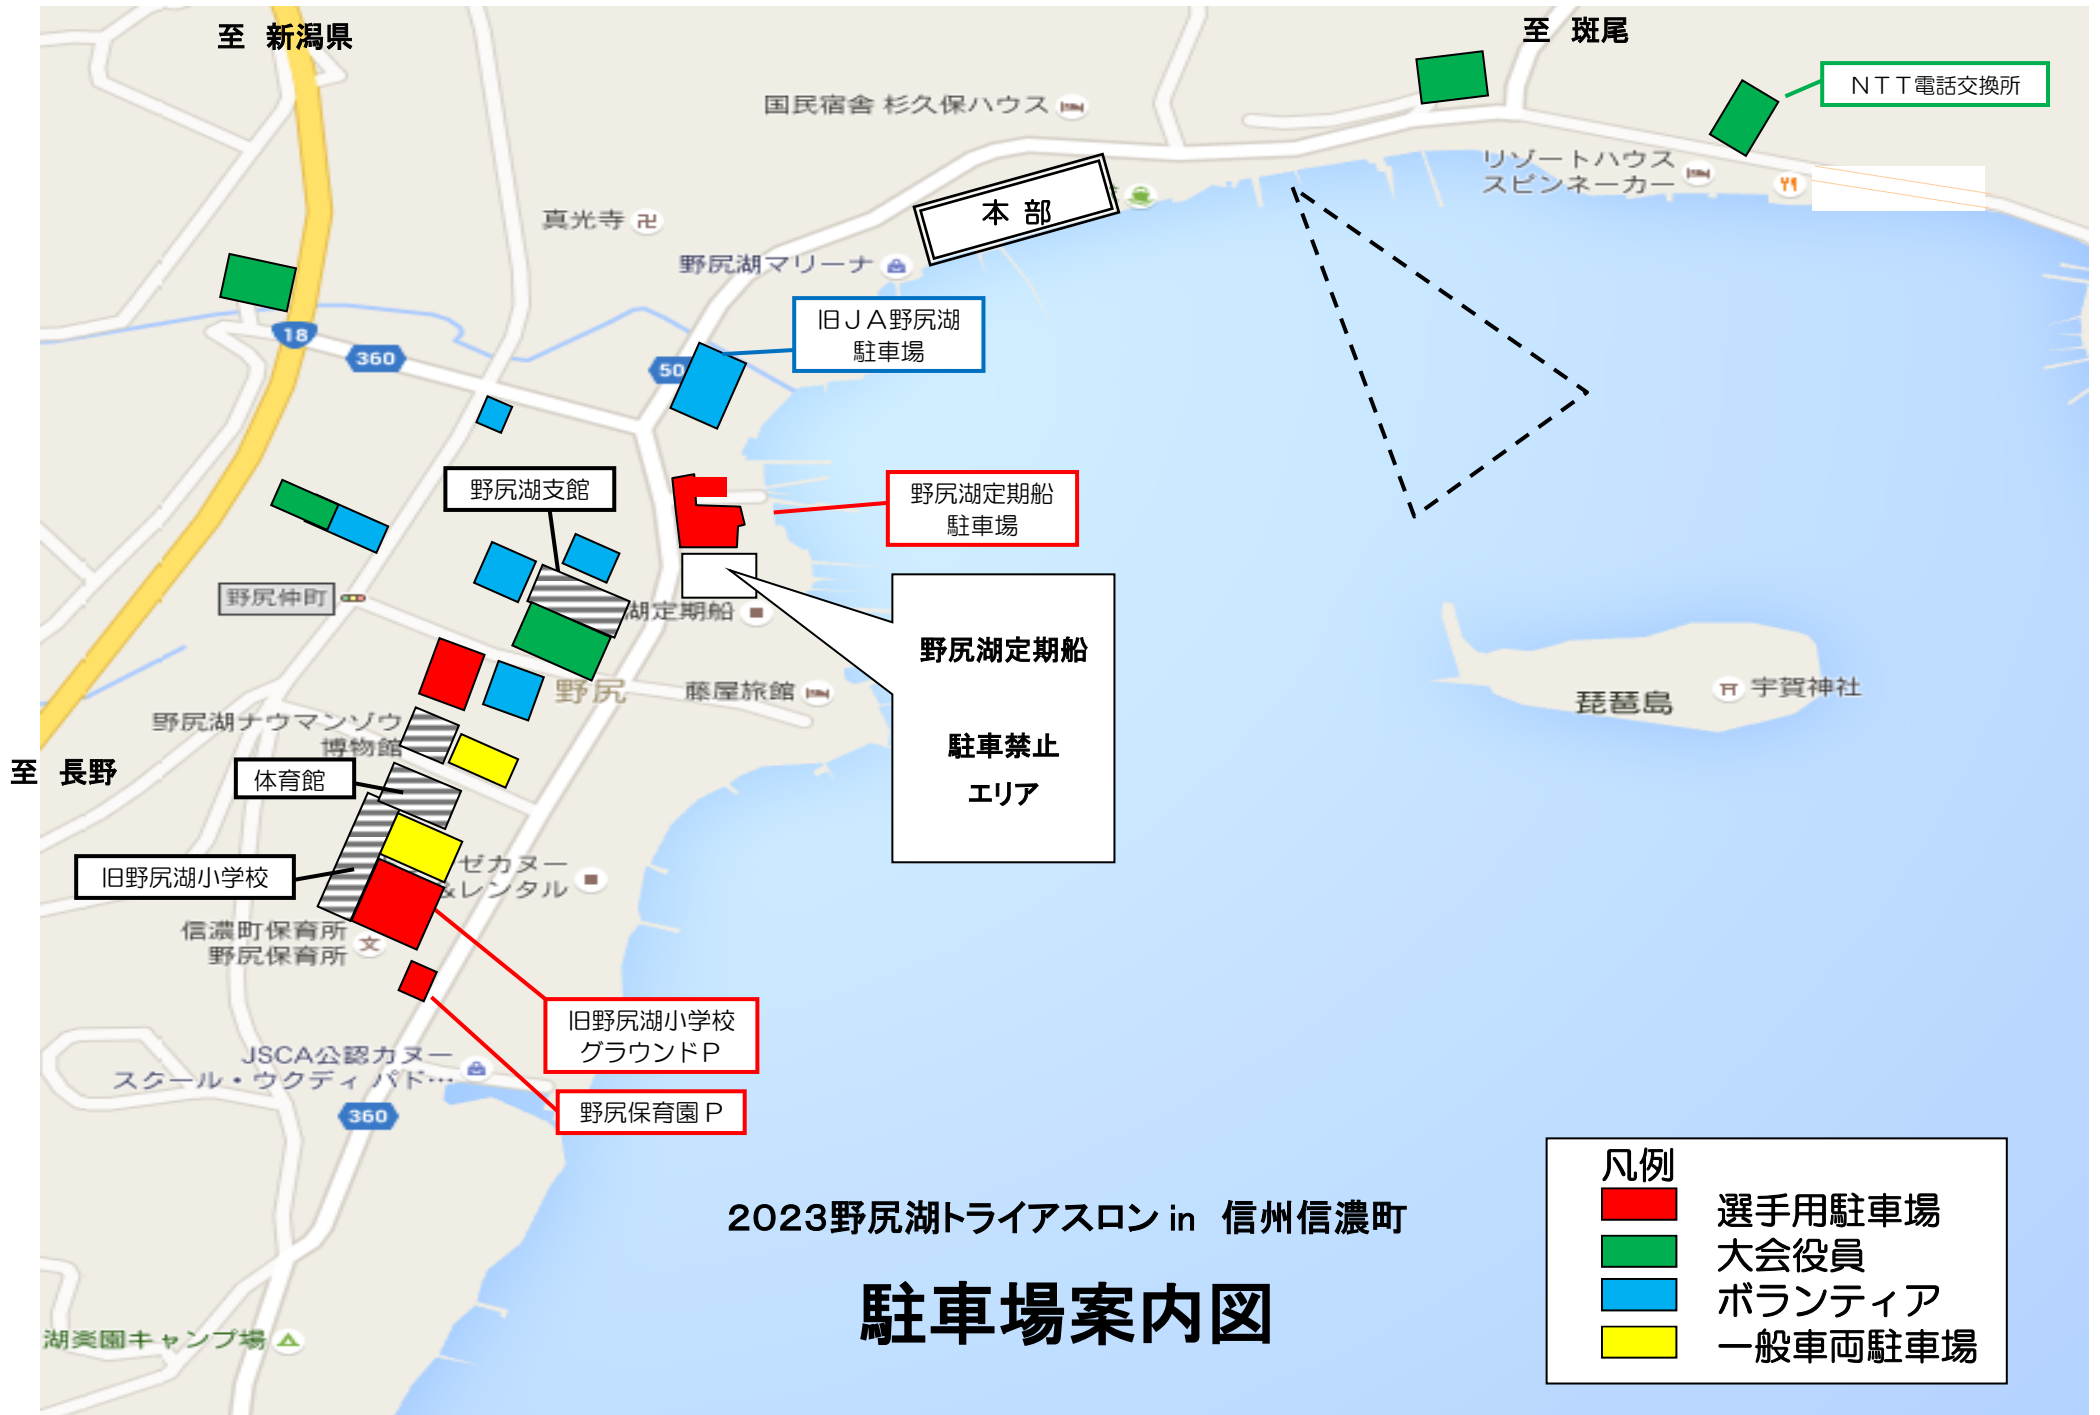 至 新潟県
至 斑尾
NTT電話交換所
国民宿舎 杉久保ハウス
リゾートハウス
スピンネーカー
本 部
真光寺
野尻湖マリーナ
旧JA野尻湖
駐車場
18
360
50
野尻湖支館
野尻湖定期船
駐車場
野尻仲町
湖定期船
野尻湖定期船
駐車禁止
エリア
野尻
藤屋旅館
琵琶島
宇賀神社
野尻湖ナウマンゾウ
博物館
至 長野
体育館
旧野尻湖小学校
ゼカヌー
&レンタル
信濃町保育所
野尻保育所
文
旧野尻湖小学校
グラウンドP
JSCA公認カヌー
スクール・ウクディ パド…
野尻保育園P
360
湖楽園キャンプ場
2023野尻湖トライアスロン in 信州信濃町
駐車場案内図
凡例
選手用駐車場
大会役員
ボランティア
一般車両駐車場